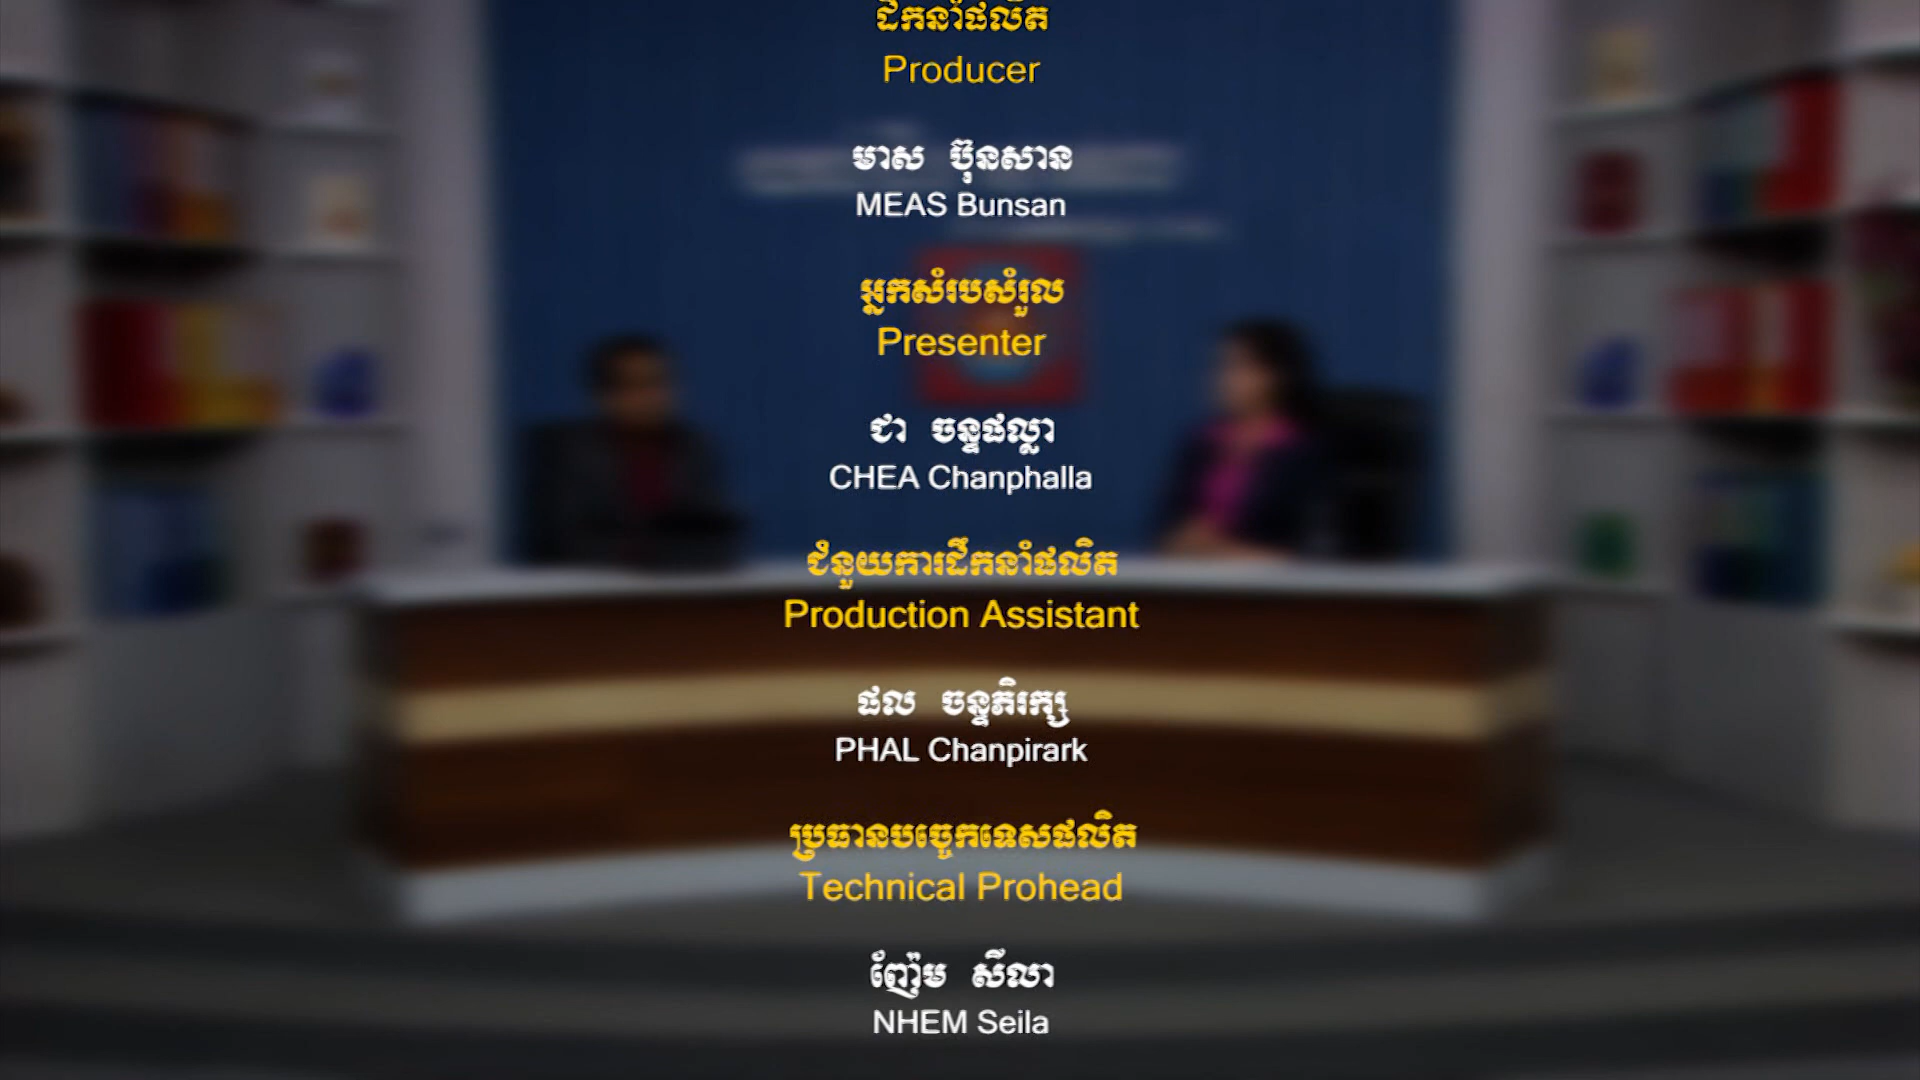 ដឹកនាំផលិត
Producer
មាស ប៊ុនសាន
MEAS Bunsan
អ្នកសំរបសំរួល
Presenter
ជា ចន្ទផល្លា
CHEA Chanphalla
ជំនួយការដឹកនាំផលិត
Production Assistant
ផល ចន្ទភិរក្ស
PHAL Chanpirark
ប្រធានបច្ចេកទេសផលិត
Technical Prohead
ញ៉ែម សីលា
NHEM Seila